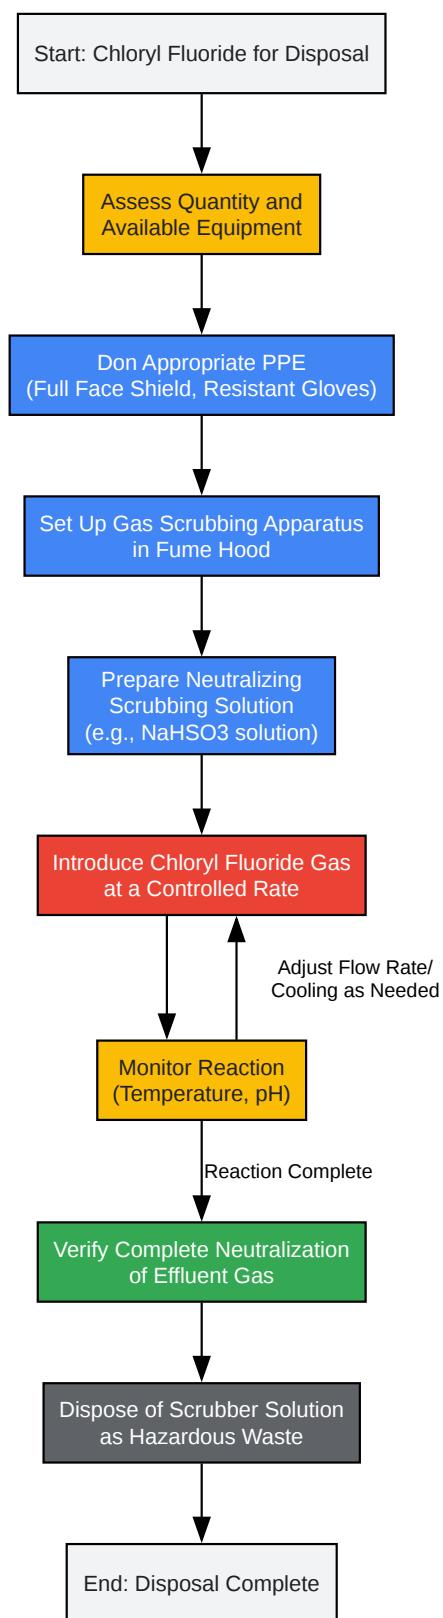 Start: Chloryl Fluoride for Disposal
Assess Quantity and
Available Equipment
Don Appropriate PPE
(Full Face Shield, Resistant Gloves)
Set Up Gas Scrubbing Apparatus
in Fume Hood
Prepare Neutralizing
Scrubbing Solution
(e.g., NaHSO3 solution)
Introduce Chloryl Fluoride Gas
at a Controlled Rate
Adjust Flow Rate/
Cooling as Needed
Monitor Reaction
(Temperature, pH)
Reaction Complete
Verify Complete Neutralization
of Effluent Gas
Dispose of Scrubber Solution
as Hazardous Waste
End: Disposal Complete